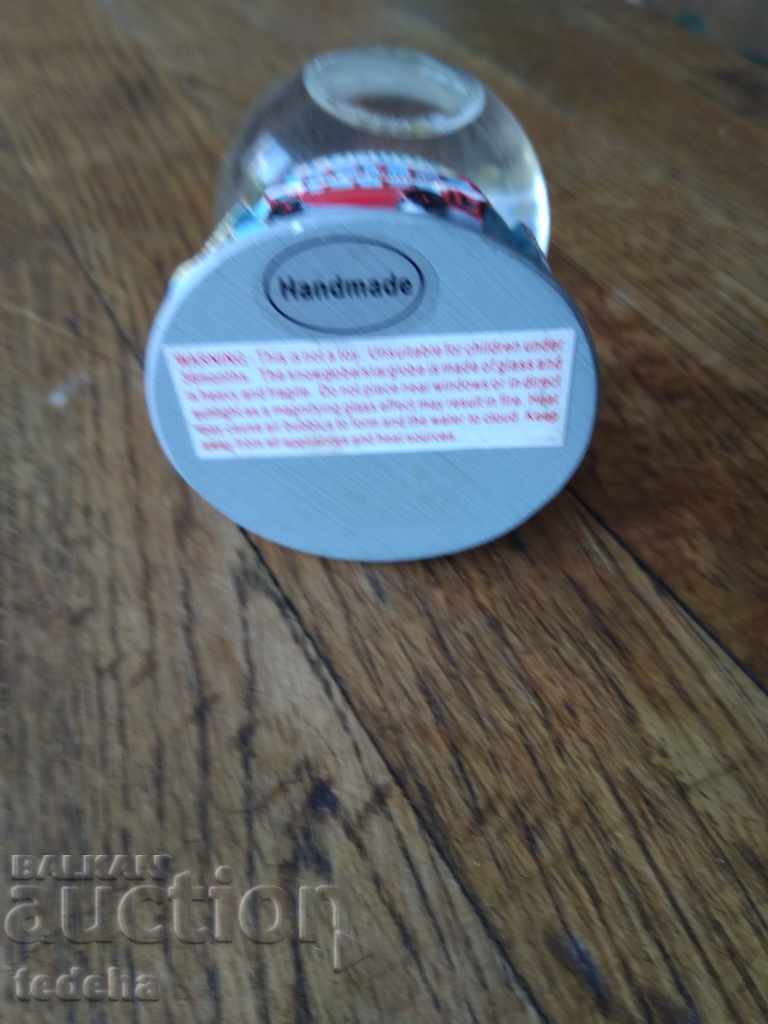 Handmade
WARNING: This is not a toy. Unsuitable for children under
36months. The snowglobe/starglobe is made of glass and
is heavy and fragile. Do not place near windows or in direct
sunlight as a magnifying glass effect may result in fire. Heat
may cause air bubbles to form and the water to cloud. Keep
away from all appliances and heat sources.
BALKAN
auction
fedeha